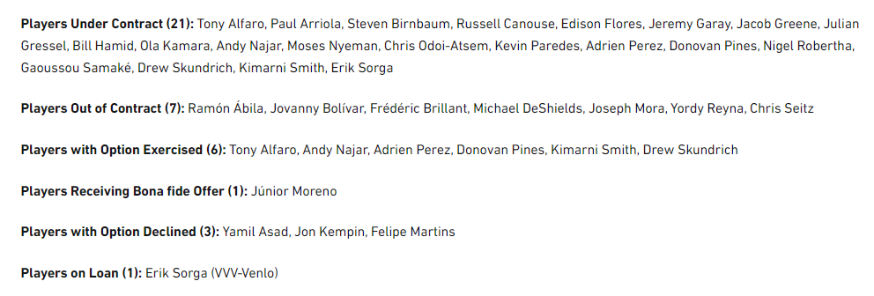 Players Under Contract (21): Tony Alfaro, Paul Arriola, Steven Birnbaum, Russell Canouse, Edison Flores, Jeremy Garay, Jacob Greene, Julian
Gressel, Bill Hamid, Ola Kamara, Andy Najar, Moses Nyeman, Chris Odoi-Atsem, Kevin Paredes, Adrien Perez, Donovan Pines, Nigel Robertha,
Gaoussou Samaké, Drew Skundrich, Kimarni Smith, Erik Sorga
Players Out of Contract (7): Ramón Ábila, Jovanny Bolívar, Frédéric Brillant, Michael DeShields, Joseph Mora, Yordy Reyna, Chris Seitz
Players with Option Exercised (6): Tony Alfaro, Andy Najar, Adrien Perez, Donovan Pines, Kimarni Smith, Drew Skundrich
Players Receiving Bona fide Offer (1): Júnior Moreno
Players with Option Declined (3): Yamil Asad, Jon Kempin, Felipe Martins
Players on Loan (1): Erik Sorga (VVV-Venlo)